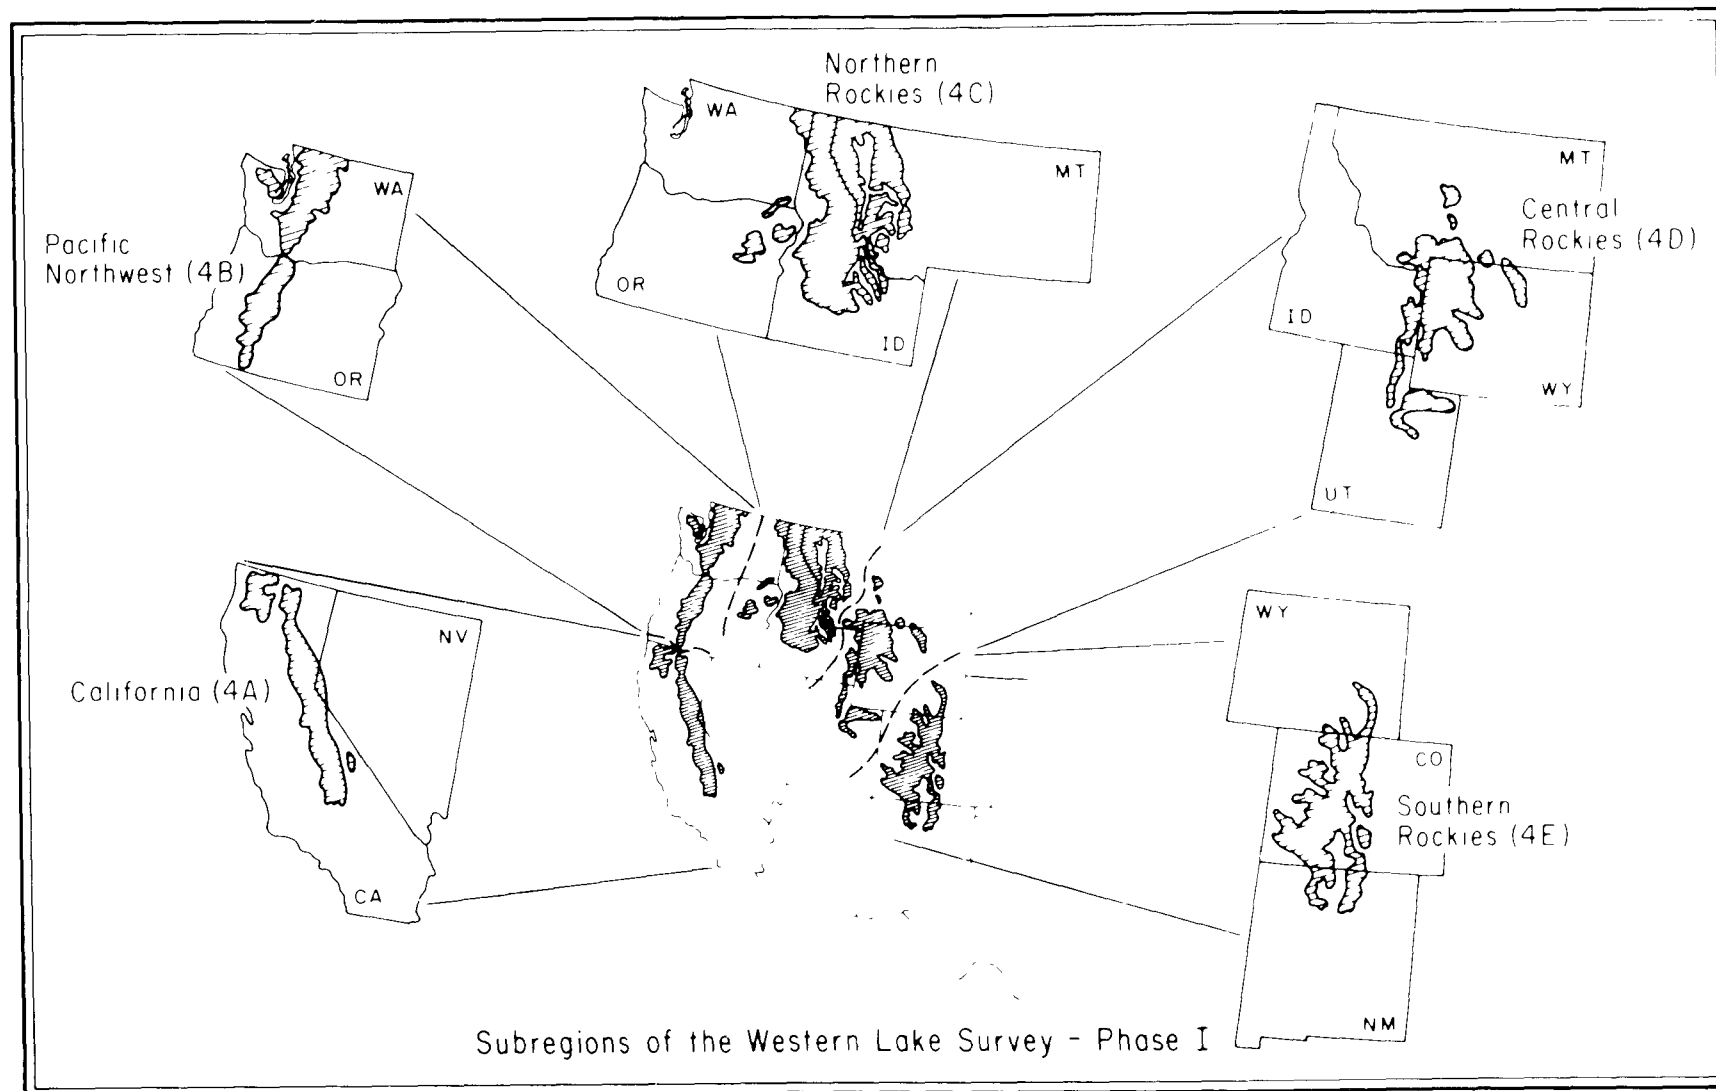 Northern
Rockies (4C)
WA
MT
OR
ID
Pacific
Northwest (4B)
WA
OR
MT
Central
Rockies (4D)
ID
WY
UT
California (4A)
NV
CA
WY
CO
Southern
Rockies (4E)
NM
Subregions of the Western Lake Survey - Phase I